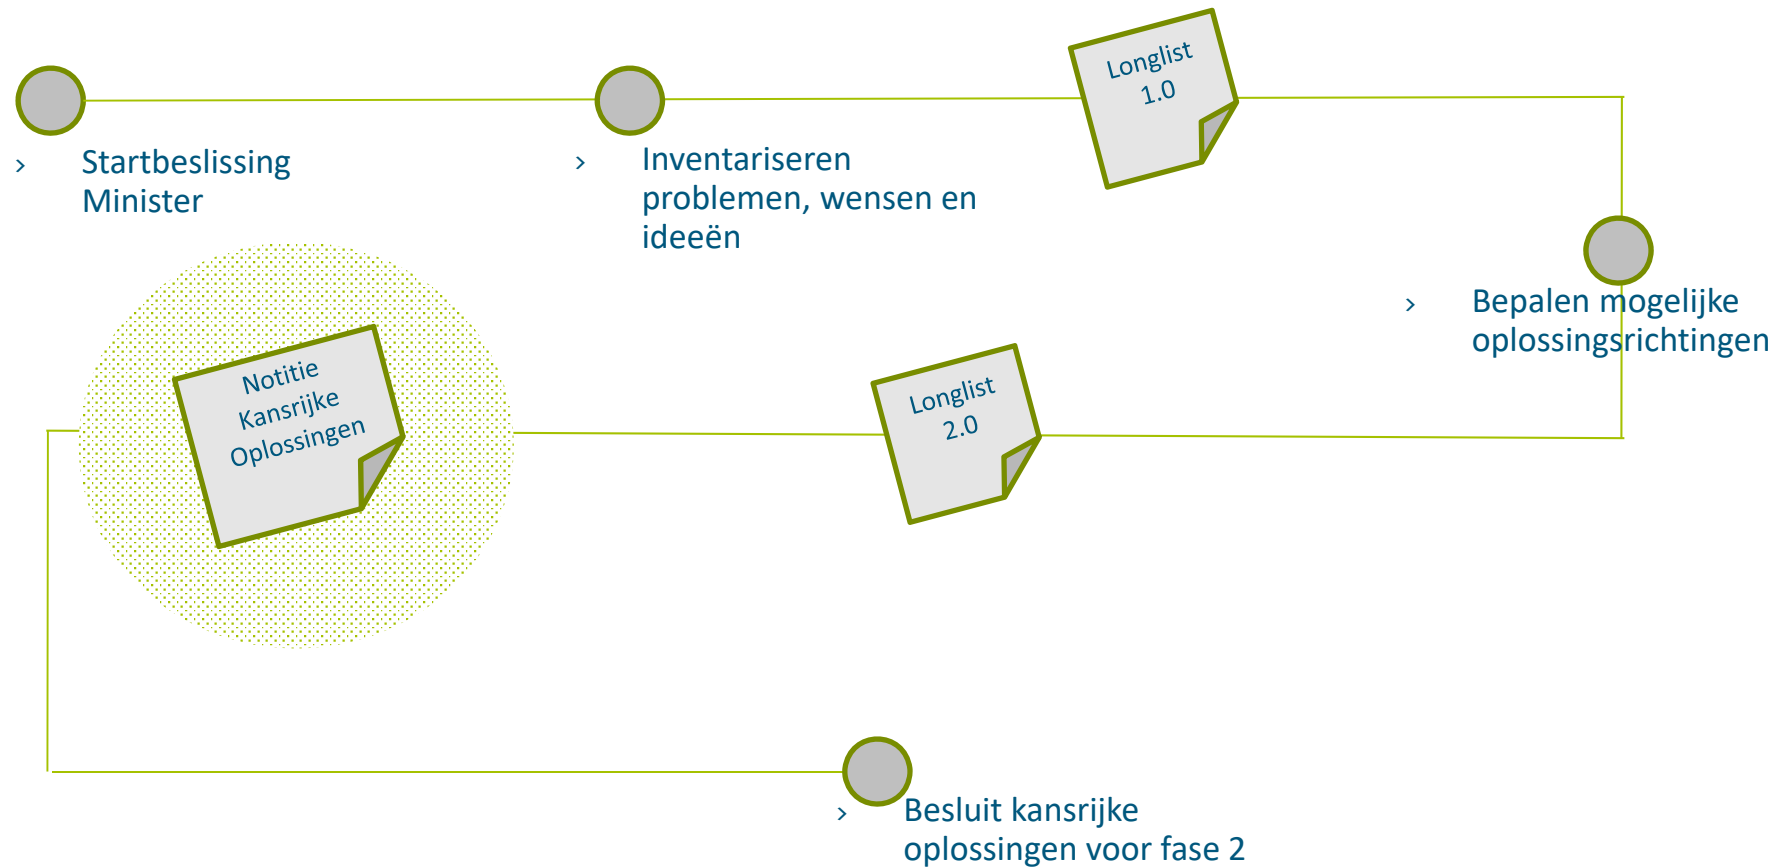 Longlist
1.0
› Startbeslissing
Minister
› Inventariseren
problemen, wensen en
ideeën
› Bepalen mogelijke
oplossingsrichtingen
Notitie
Kansrijke
Oplossingen
Longlist
2.0
› Besluit kansrijke
oplossingen voor fase 2